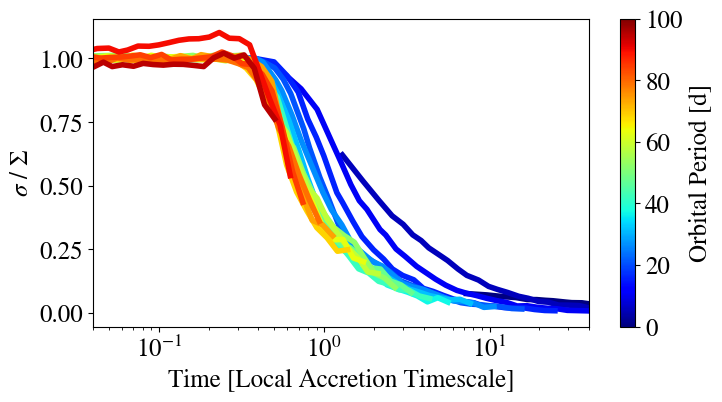 1.00
0.75
0.50
0.25
0.00
σ / Σ
10⁻¹ 10⁰ 10¹
Time [Local Accretion Timescale]
100
80
60
40
20
0
Orbital Period [d]